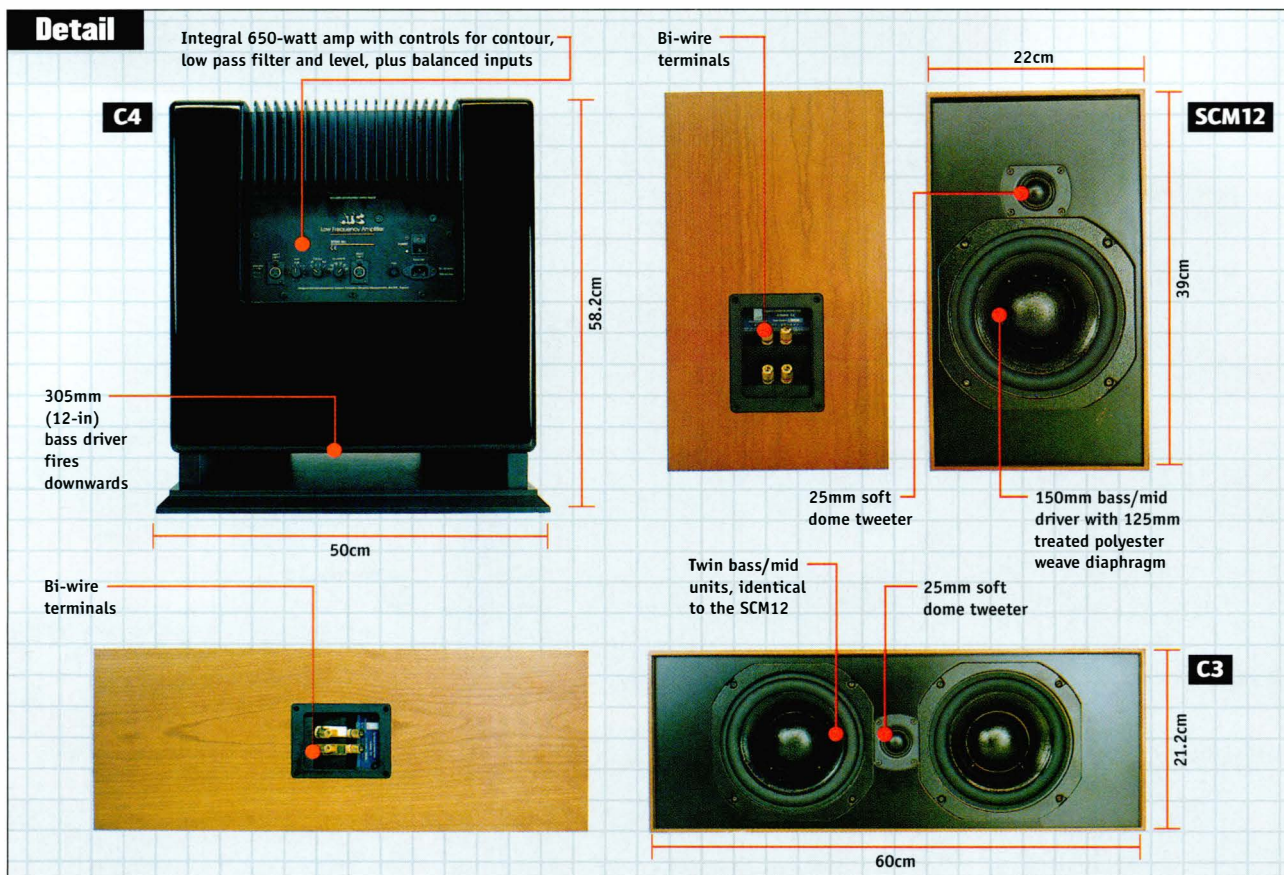 Detail
Integral 650-watt amp with controls for contour,
low pass filter and level, plus balanced inputs
C4
58.2cm
Low Frequency Amplifier
305mm
(12-in)
bass driver
fires
downwards
50cm
Bi-wire
terminals
22cm
SCM12
39cm
25mm soft
dome tweeter
150mm bass/mid
driver with 125mm
treated polyester
weave diaphragm
Bi-wire
terminals
Twin bass/mid
units, identical
to the SCM12
25mm soft
dome tweeter
C3
21.2cm
60cm